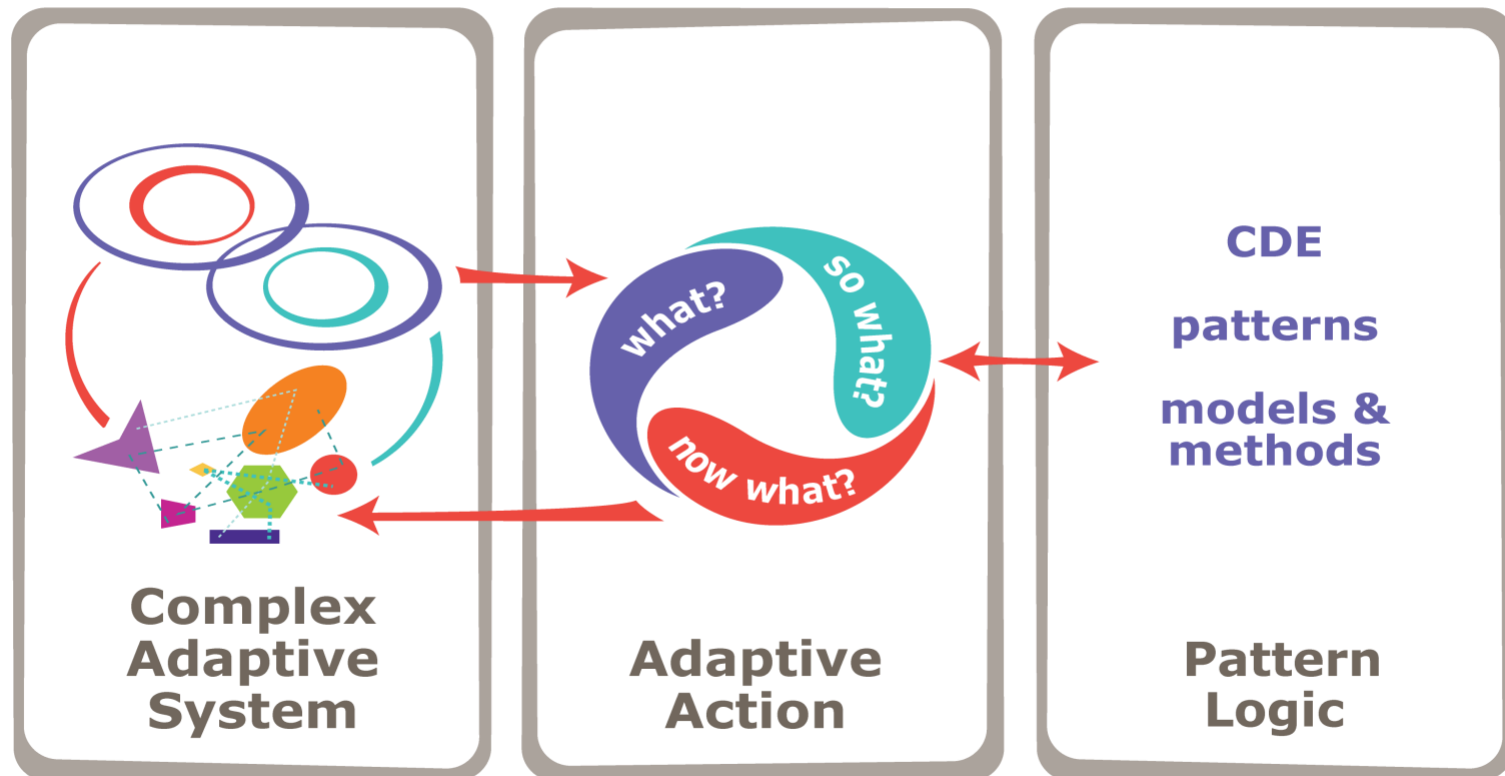 what?
so what?
now what?
Complex
Adaptive
System
Adaptive
Action
CDE
patterns
models &
methods
Pattern
Logic